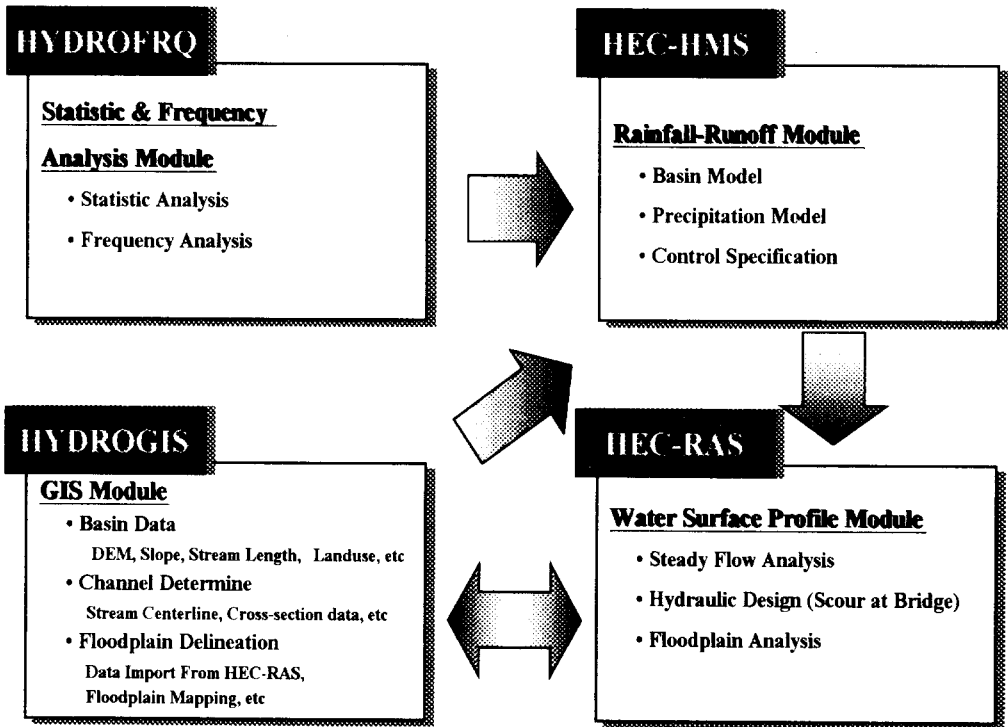 HYDROFRQ
Statistic & Frequency
Analysis Module
• Statistic Analysis
• Frequency Analysis
HEC-HMS
Rainfall-Runoff Module
• Basin Model
• Precipitation Model
• Control Specification
HYDROGIS
GIS Module
• Basin Data
DEM, Slope, Stream Length, Landuse, etc
• Channel Determine
Stream Centerline, Cross-section data, etc
• Floodplain Delineation
Data Import From HEC-RAS,
Floodplain Mapping, etc
HEC-RAS
Water Surface Profile Module
• Steady Flow Analysis
• Hydraulic Design (Scour at Bridge)
• Floodplain Analysis